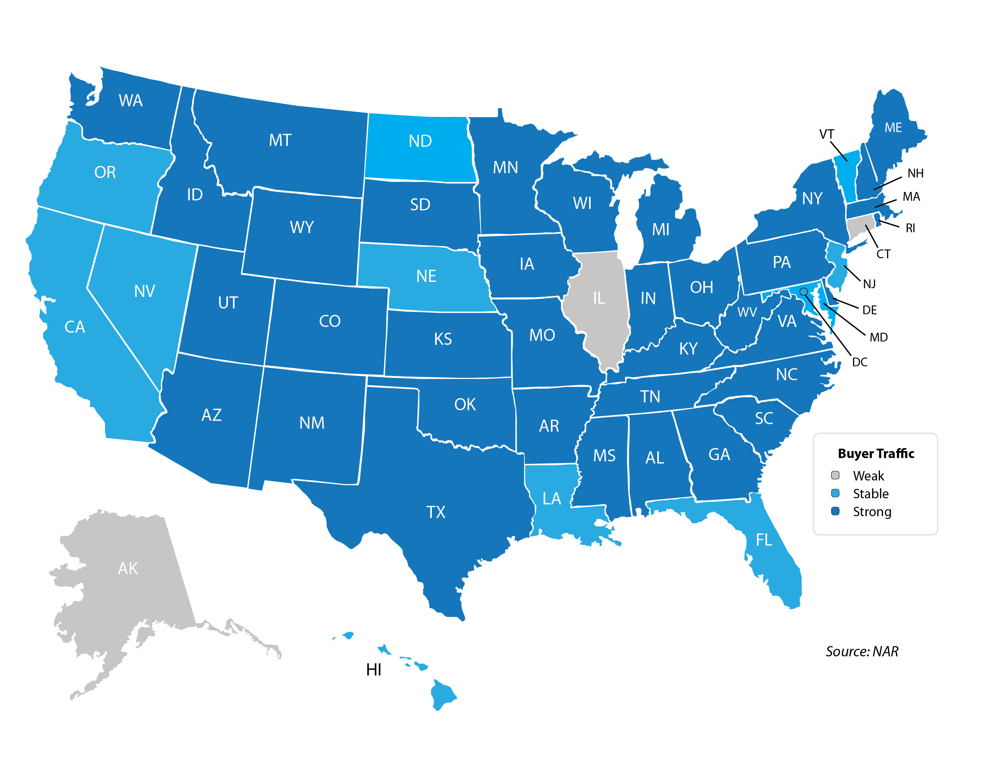 WA
MT
ND
MN
ME
VT
OR
ID
SD
WI
MI
NY
NH
MA
RI
CT
WY
IA
PA
NE
NV
UT
CO
IL
IN
OH
NJ
WV
VA
DE
MD
DC
CA
KS
MO
KY
NC
TN
OK
AZ
NM
AR
SC
MS
AL
GA
LA
TX
FL
Buyer Traffic
Weak
Stable
Strong
AK
HI
Source: NAR